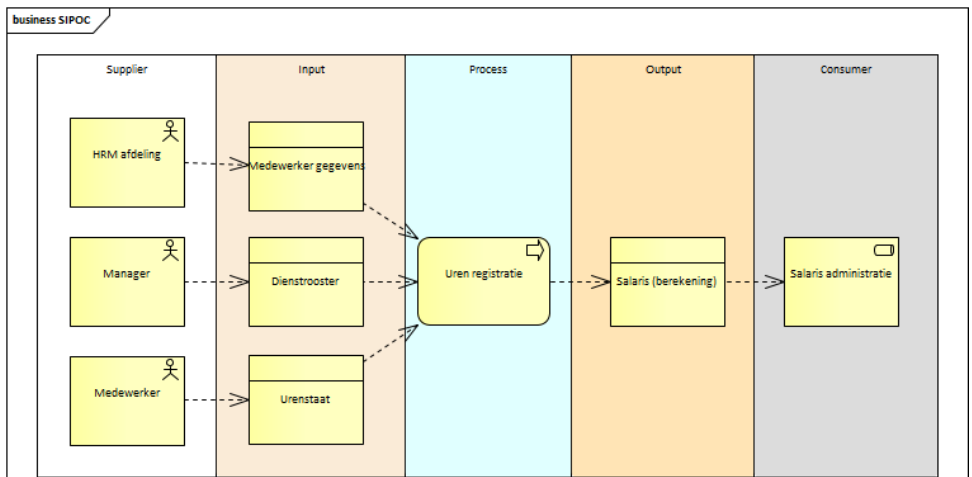 business SIPOC
Supplier
Input
Process
Output
Consumer
HRM afdeling
Medewerker gegevens
Manager
Dienstrooster
Uren registratie
Salaris (berekening)
Salaris administratie
Medewerker
Urenstaat